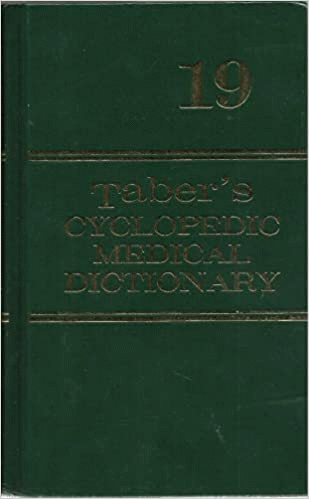 19
Taber's
CYCLOPEDIC
MEDICAL
DICTIONARY